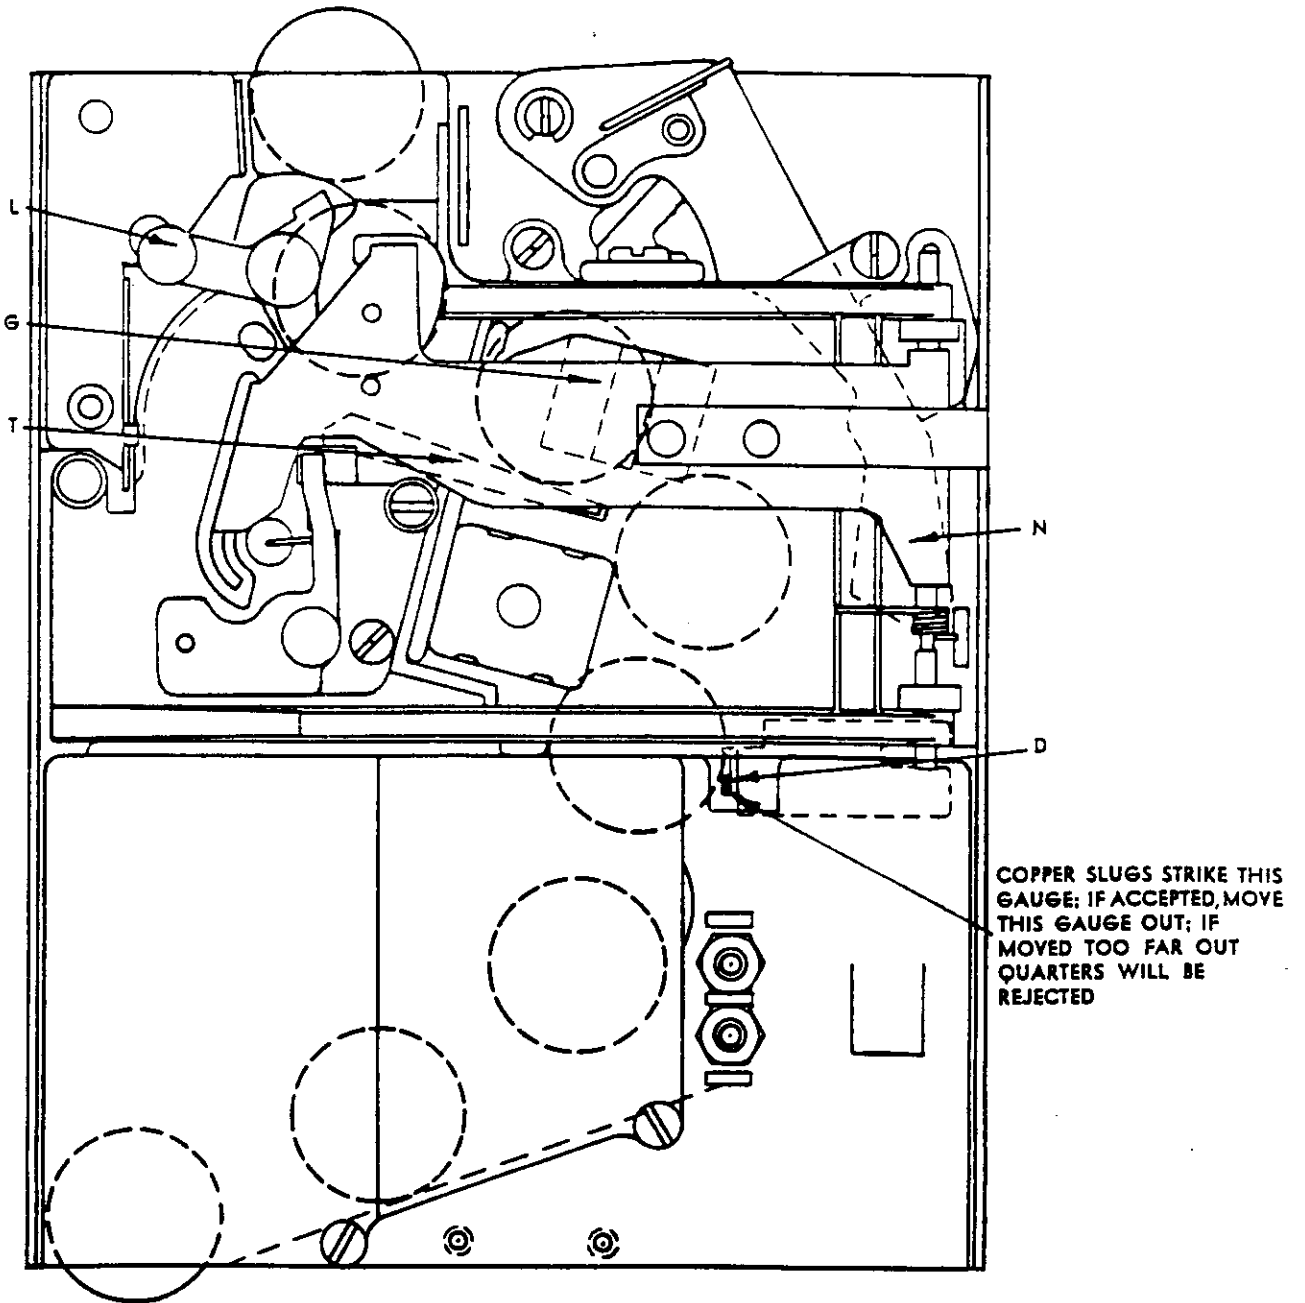 L
G
T
N
D
COPPER SLUGS STRIKE THIS
GAUGE; IF ACCEPTED, MOVE
THIS GAUGE OUT; IF
MOVED TOO FAR OUT
QUARTERS WILL BE
REJECTED